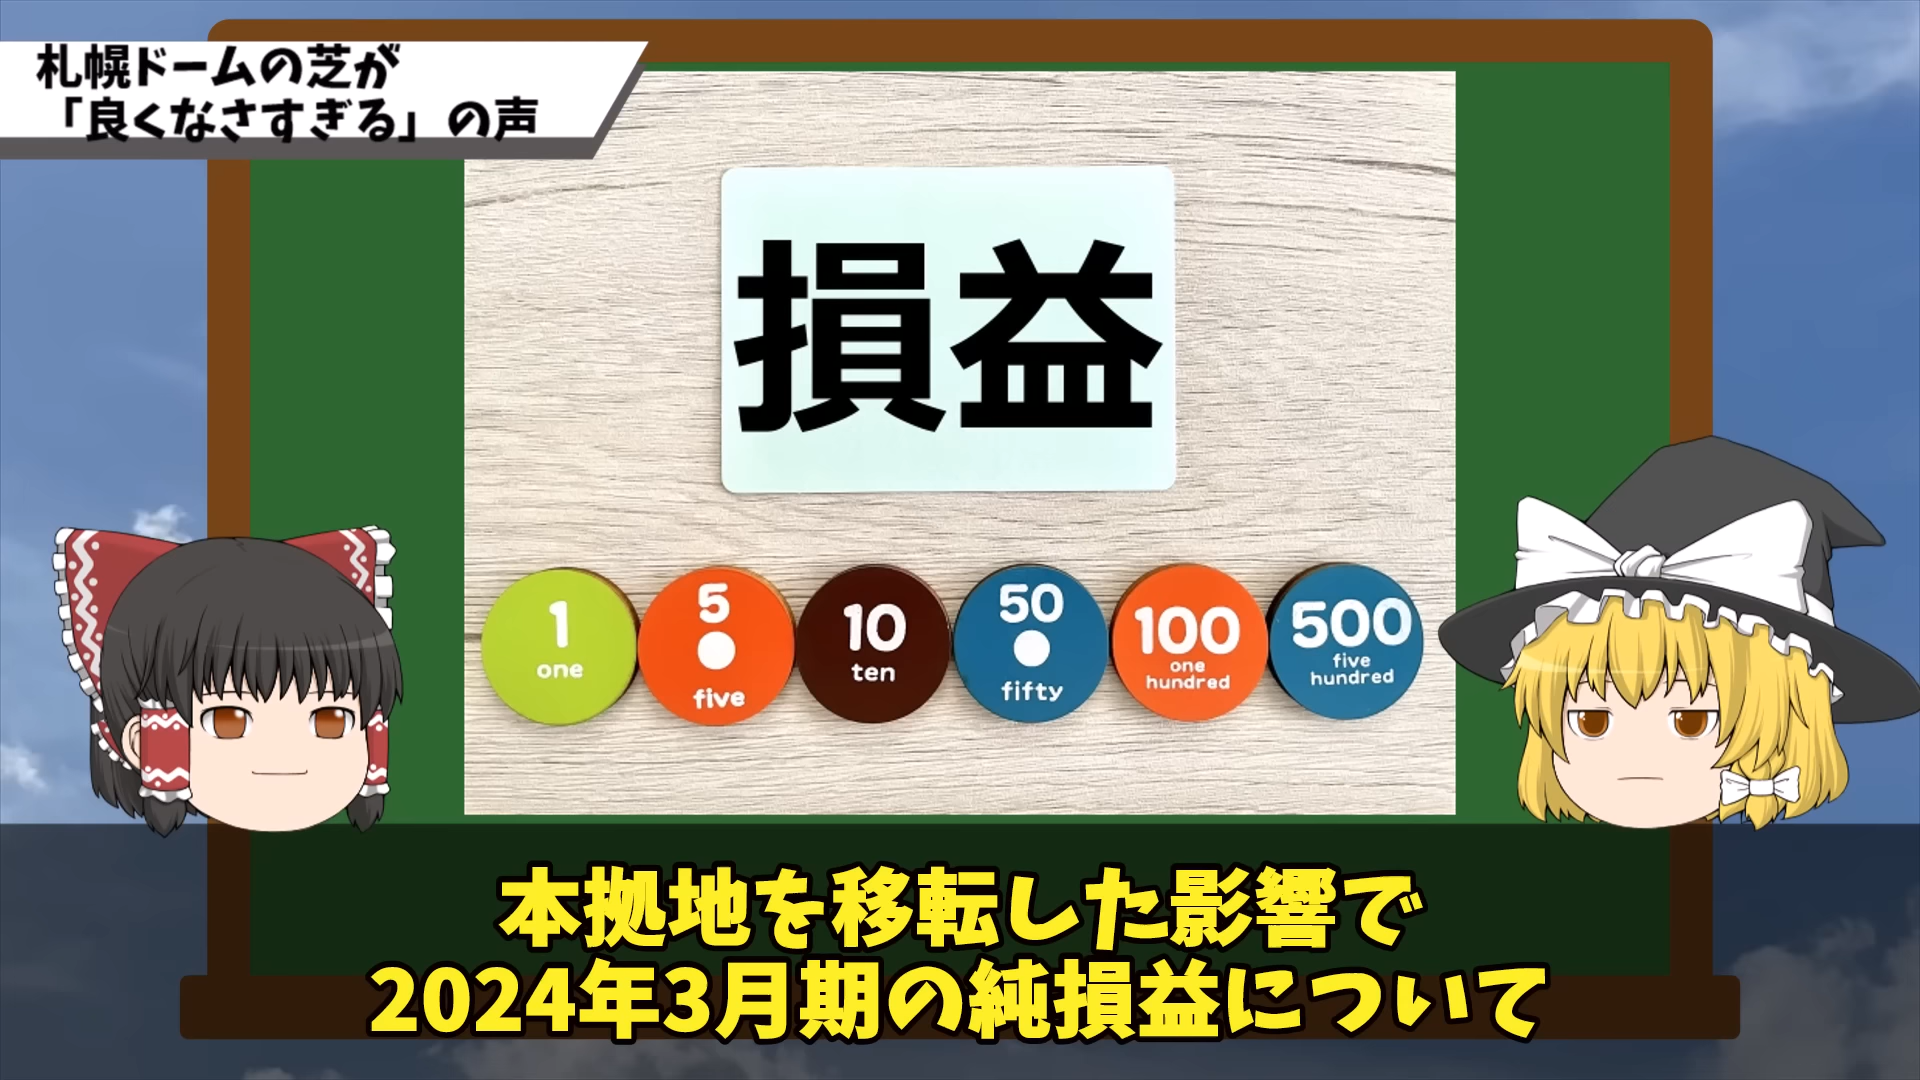 札幌ドームの芝が
「良くなさすぎる」の声
損益
1
one
5
five
10
ten
50
fifty
100
one
hundred
500
five
hundred
本拠地を移転した影響で
2024年3月期の純損益について